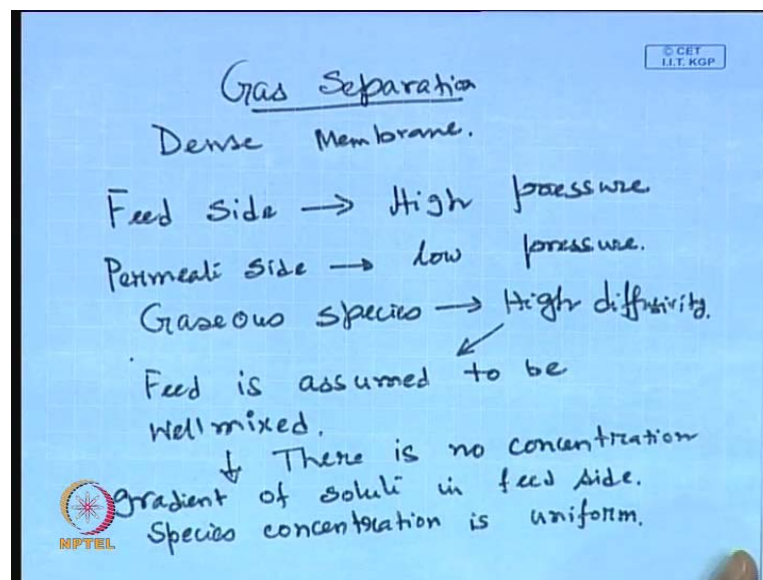 © CET
I.I.T. KGP
Gas Separation
Dense Membrane.
Feed Side → High pressure
Permeate Side → low pressure.
Gaseous species → High diffusivity.
Feed is assumed to be
Well mixed.
↓ There is no concentration
gradient of solute in feed side.
Species concentration is uniform.
NPTEL